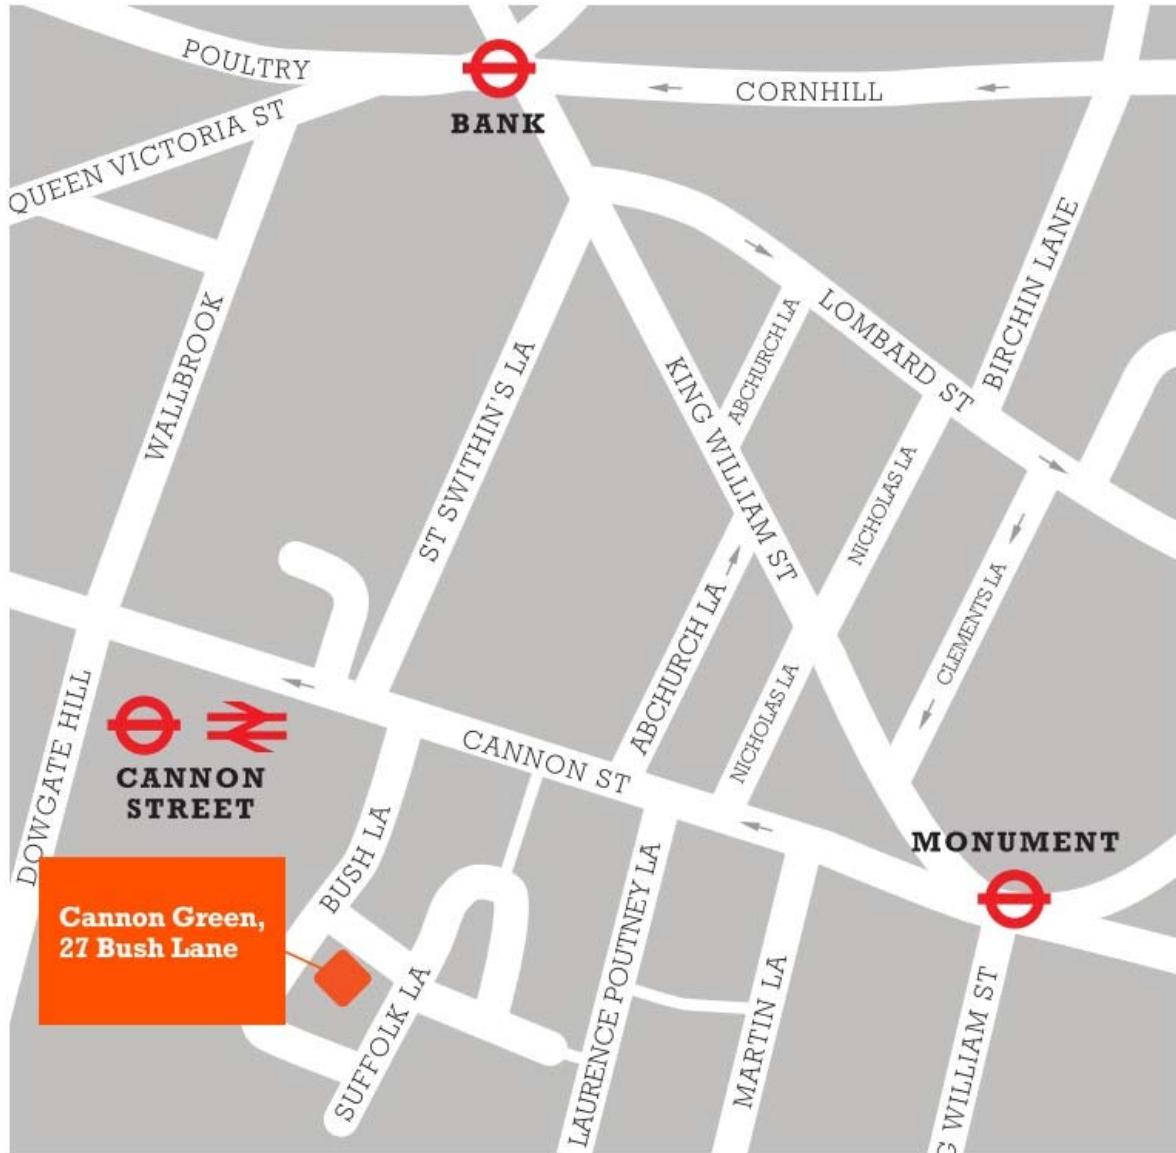 POULTRY
BANK
CORNHILL
QUEEN VICTORIA ST
WALLBROOK
ST SWITHIN'S LA
KING WILLIAM ST
ABCHURCH LA
LOMBARD ST
BIRCHIN LANE
NICHOLAS LA
CLEMENTS LA
ABCHURCH LA
NICHOLAS LA
DOWGATE HILL
CANNON
STREET
CANNON ST
MONUMENT
BUSH LA
Cannon Green,
27 Bush Lane
SUFFOLK LA
LAURENCE POUTNEY LA
MARTIN LA
G WILLIAM ST